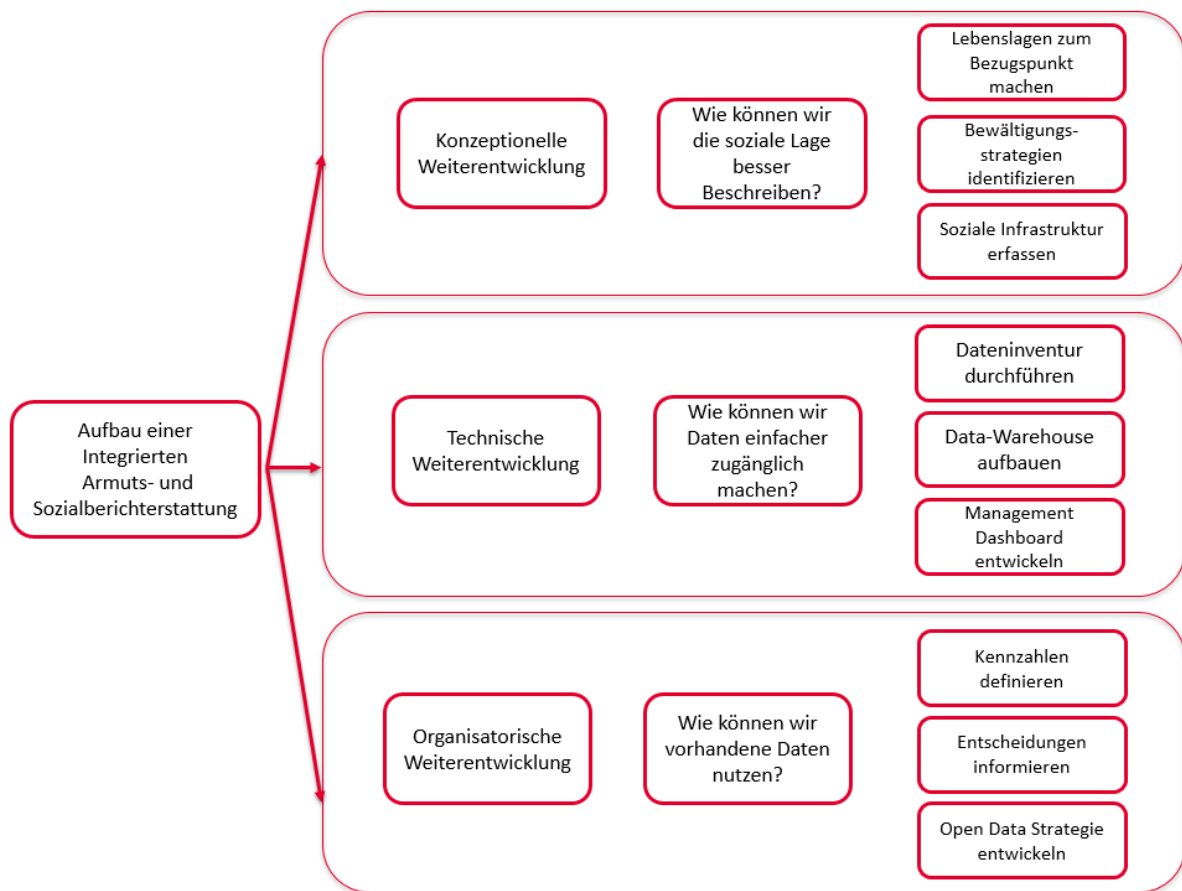 Aufbau einer
Integrierten
Armuts- und
Sozialberichterstattung
Konzeptionelle
Weiterentwicklung
Wie können wir
die soziale Lage
besser
Beschreiben?
Lebenslagen zum
Bezugspunkt
machen
Bewältigungs-
strategien
identifizieren
Soziale Infrastruktur
erfassen
Technische
Weiterentwicklung
Wie können wir
Daten einfacher
zugänglich
machen?
Dateninventur
durchführen
Data-Warehouse
aufbauen
Management
Dashboard
entwickeln
Organisatorische
Weiterentwicklung
Wie können wir
vorhandene Daten
nutzen?
Kennzahlen
definieren
Entscheidungen
informieren
Open Data Strategie
entwickeln